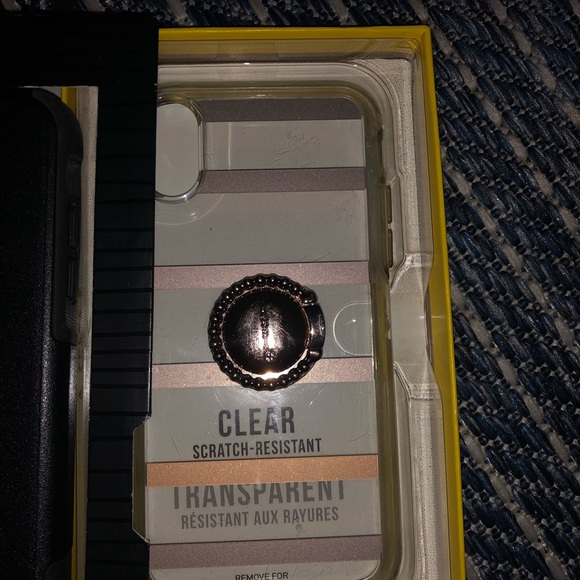 CLEAR
SCRATCH-RESISTANT
TRANSPARENT
RÉSISTANT AUX RAYURES
REMOVE FOR